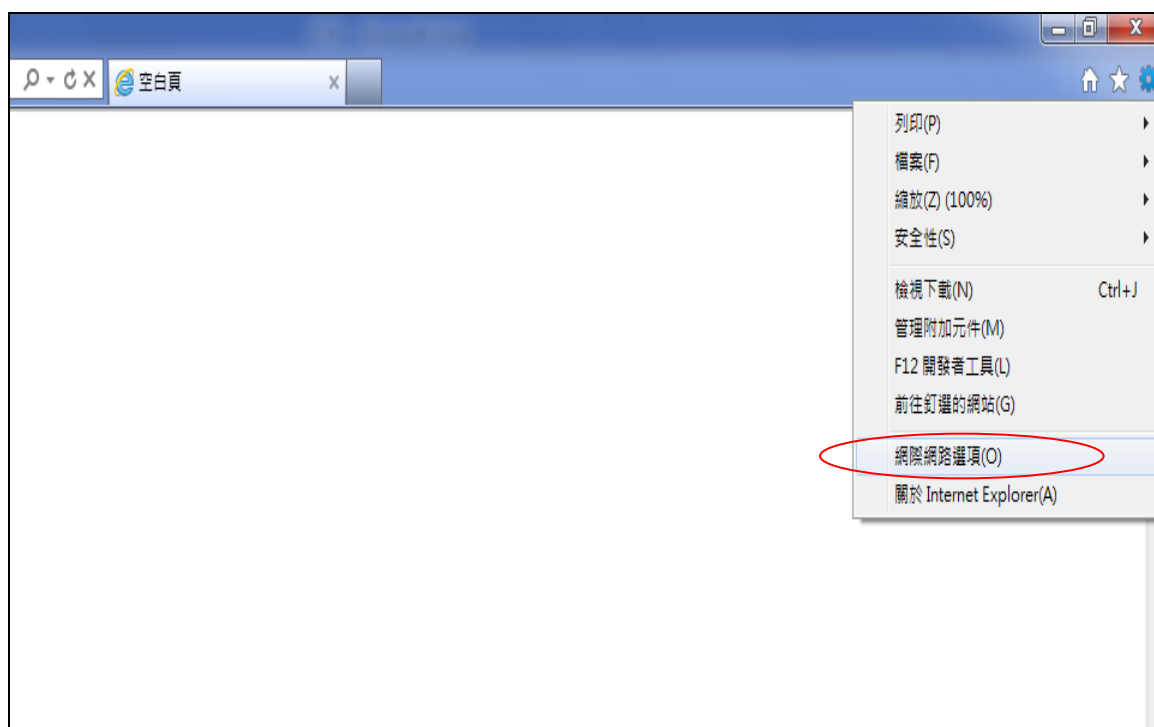 空白頁
列印(P)
檔案(F)
縮放(Z) (100%)
安全性(S)
檢視下載(N) Ctrl+J
管理附加元件(M)
F12 開發者工具(L)
前往釘選的網站(G)
網際網路選項(O)
關於 Internet Explorer(A)